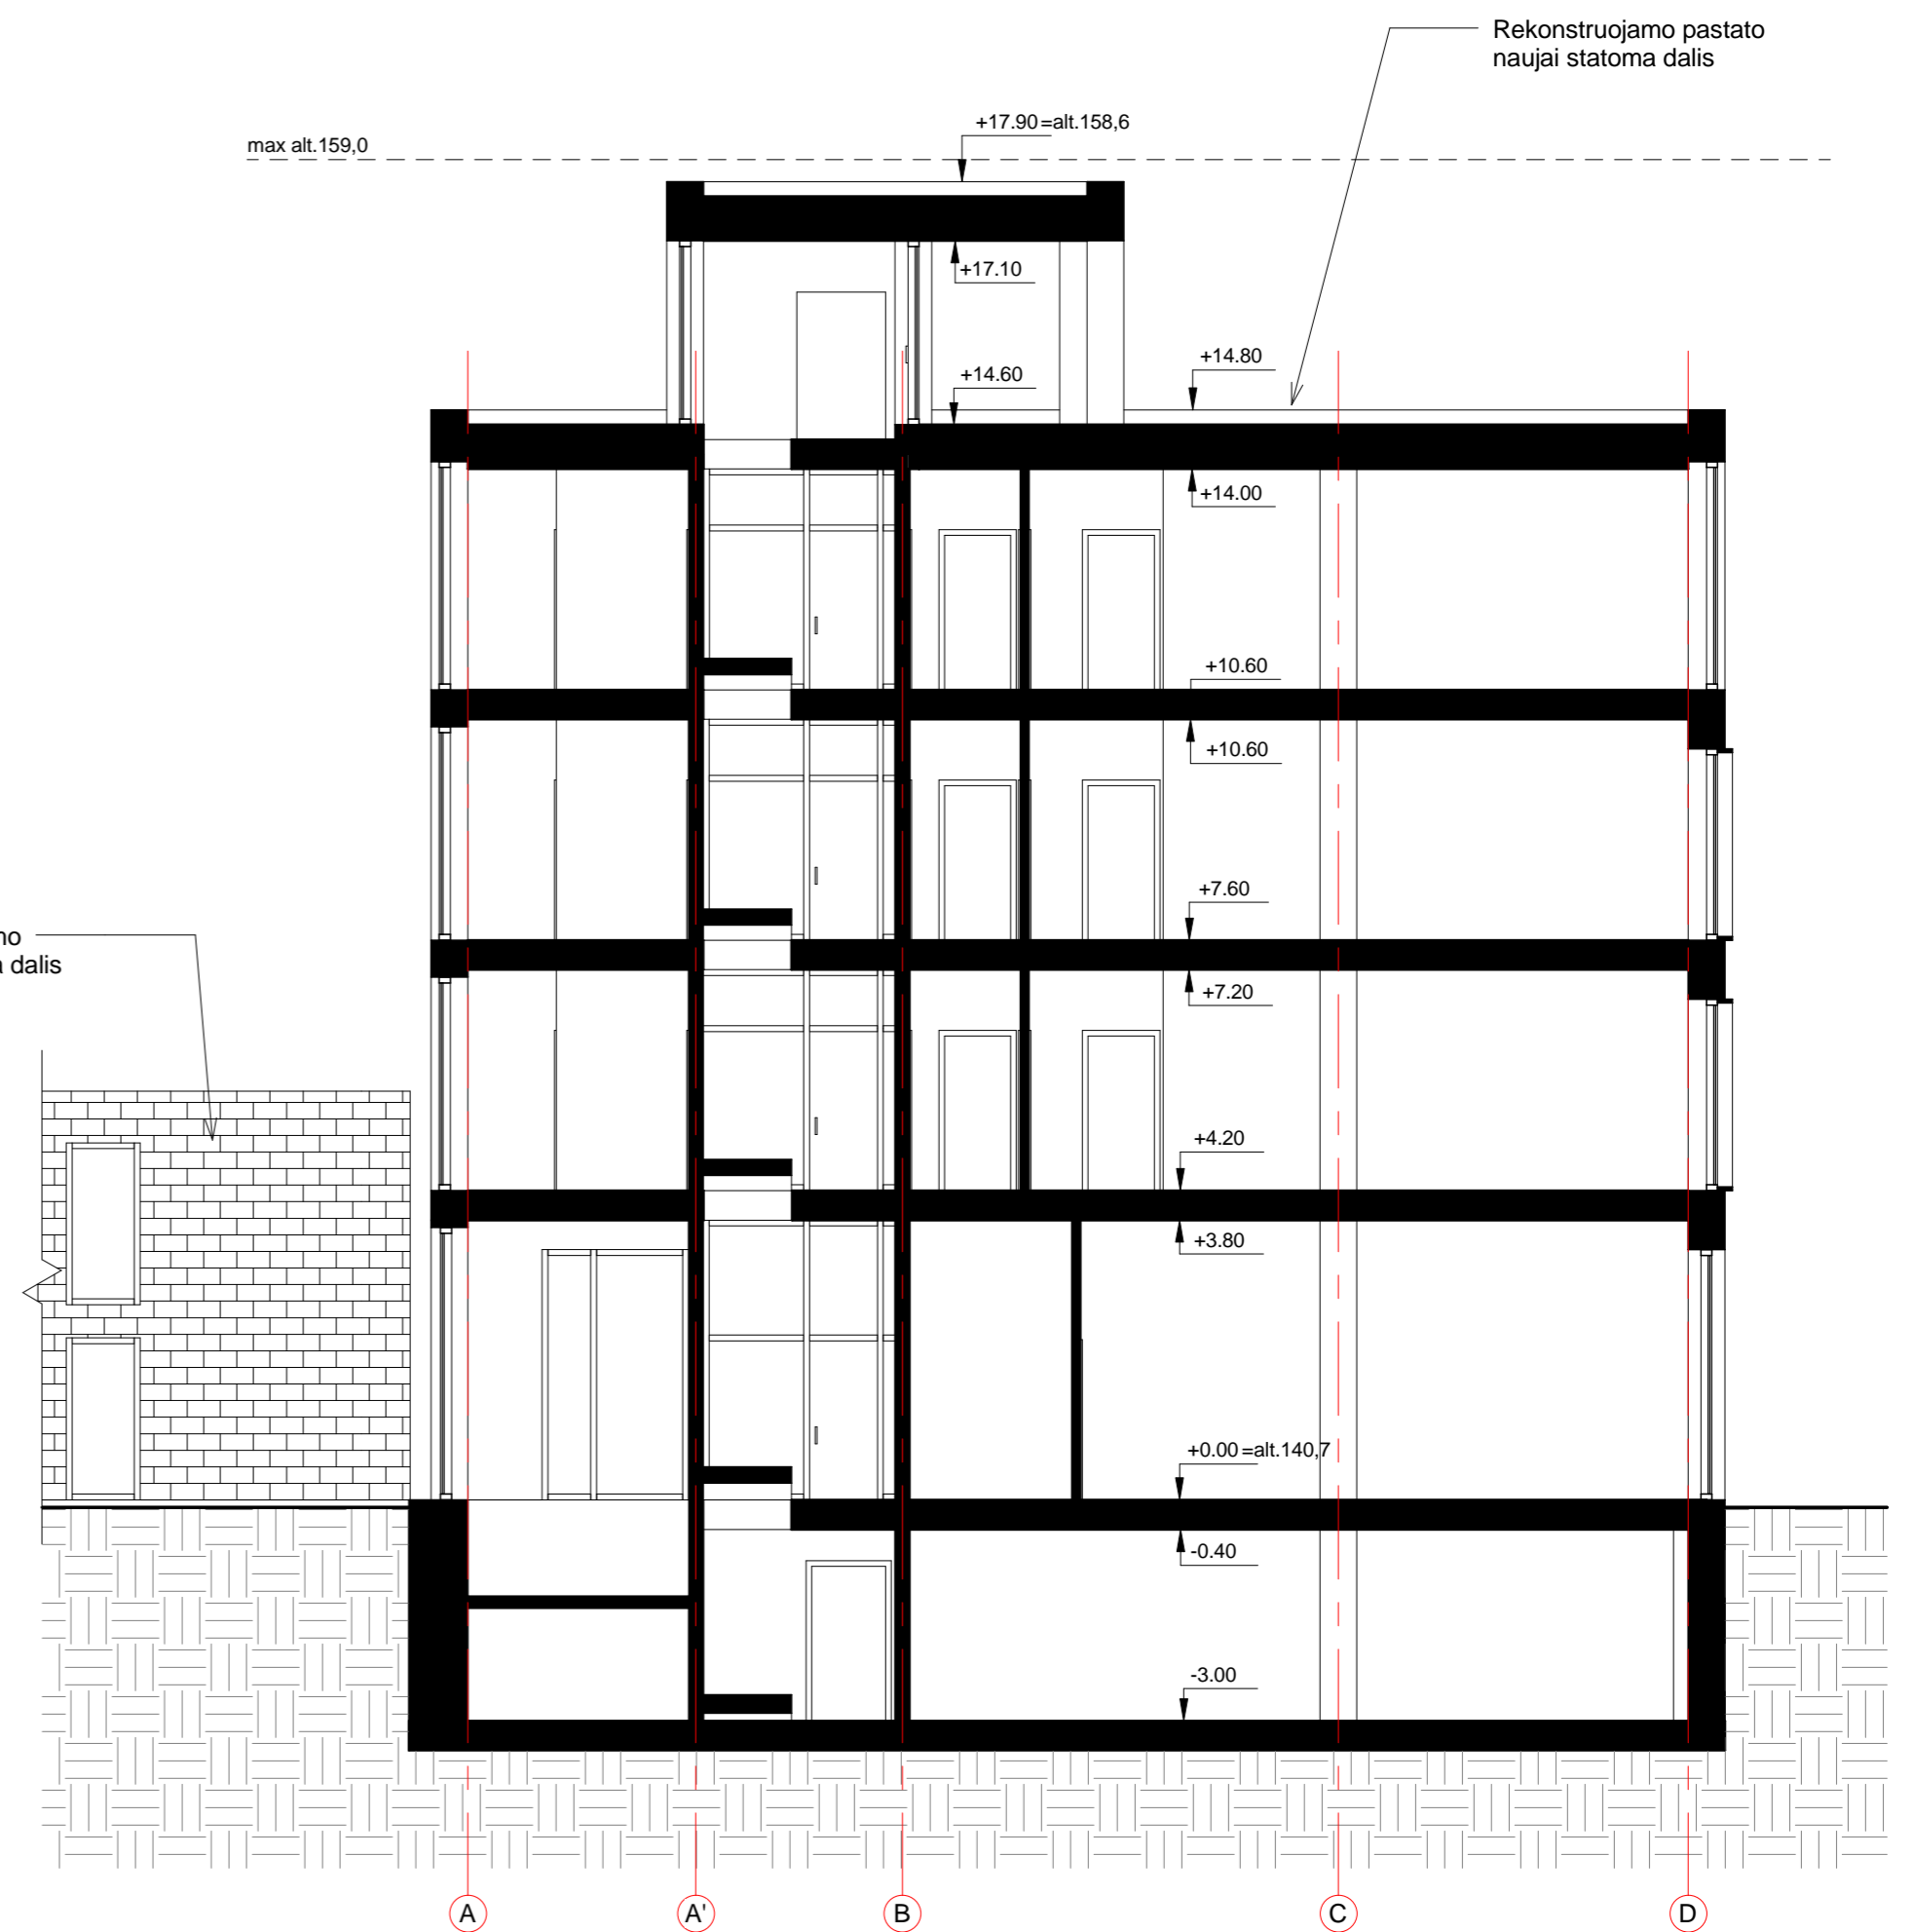 Rekonstruojamo pastato
naujai statoma dalis
+17.90=alt.158,6
max alt.159,0
+17.10
+14.80
+14.60
+14.00
+10.60
+10.60
+7.60
+7.20
dalis
+4.20
+3.80
+0.00=alt.140,7
-0.40
-3.00
A
A'
B
C
D